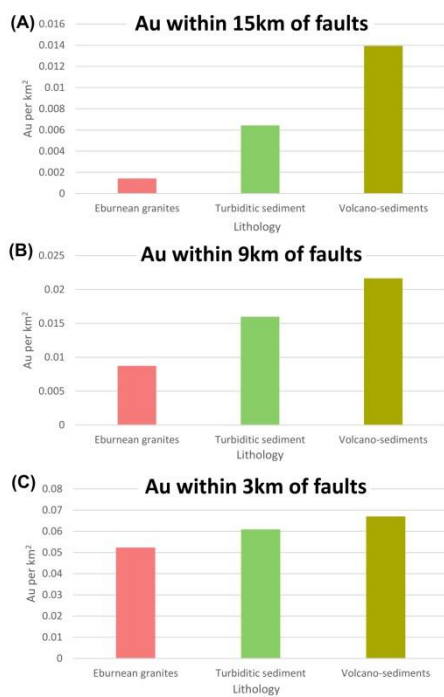 (A)
Au within 15km of faults
0.016
0.014
0.012
0.01
0.008
0.006
0.004
0.002
0
Au per km²
Eburnean granites Turbiditic sediment Volcano-sediments
Lithology
(B)
Au within 9km of faults
0.025
0.02
0.015
0.01
0.005
0
Au per km²
Eburnean granites Turbiditic sediment Volcano-sediments
Lithology
(C)
Au within 3km of faults
0.08
0.07
0.06
0.05
0.04
0.03
0.02
0.01
0
Au per km²
Eburnean granites Turbiditic sediment Volcano-sediments
Lithology